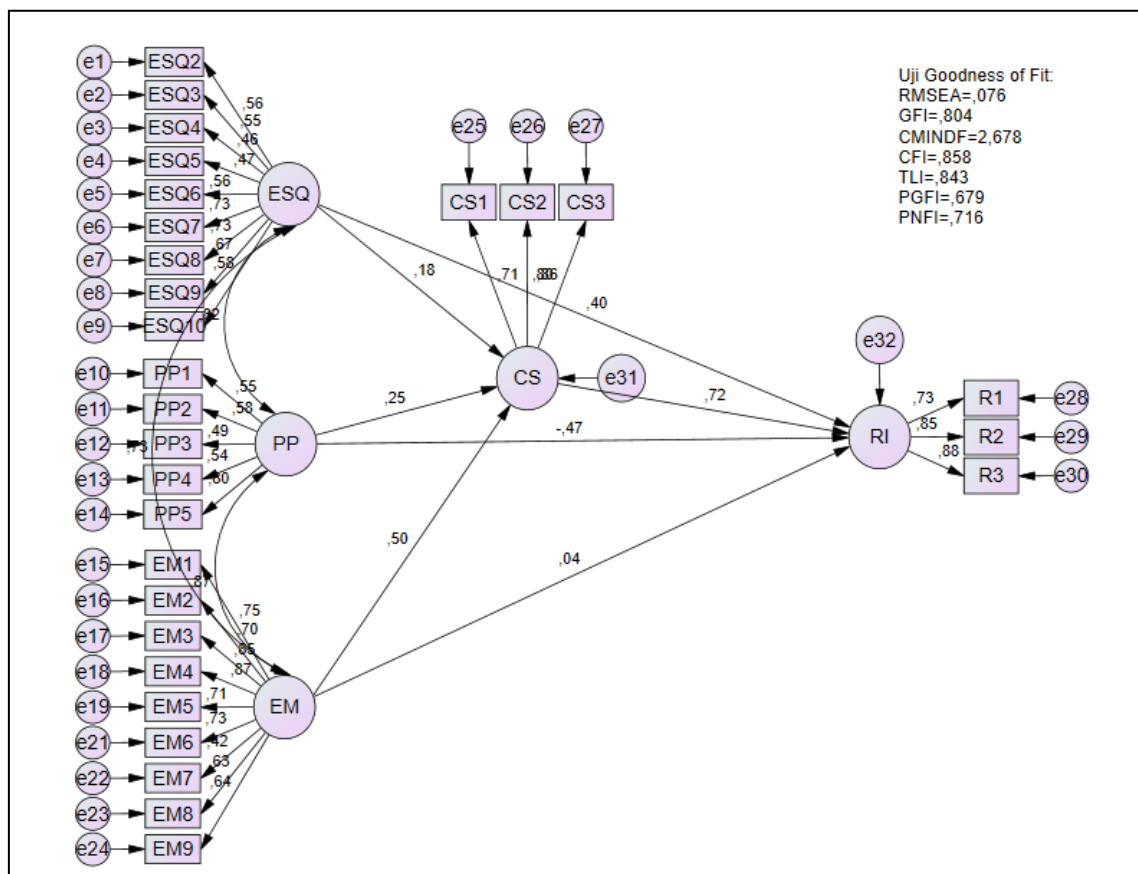 Uji Goodness of Fit:
RMSEA=,076
GFI=,804
CMINDF=2,678
CFI=,858
TLI=,843
PGFI=,679
PNFI=,716
e1 ESQ2
e2 ESQ3
e3 ESQ4
e4 ESQ5
e5 ESQ6
e6 ESQ7
e7 ESQ8
e8 ESQ9
e9 ESQ10
,56
,55
,46
,47
,56
,73
,73
,67
,58
ESQ
e25 e26 e27
CS1 CS2 CS3
,71
,86
,18
,40
CS
e31
e10 PP1
e11 PP2
e12 PP3
e13 PP4
e14 PP5
,55
,58
,49
,54
,60
,73
PP
,25
-,47
,72
e32
RI
,73
,85
,88
R1 e28
R2 e29
R3 e30
e15 EM1
e16 EM2
e17 EM3
e18 EM4
e19 EM5
e21 EM6
e22 EM7
e23 EM8
e24 EM9
,87
,75
,70
,85
,87
,71
,73
,42
,63
,64
EM
,50
,04